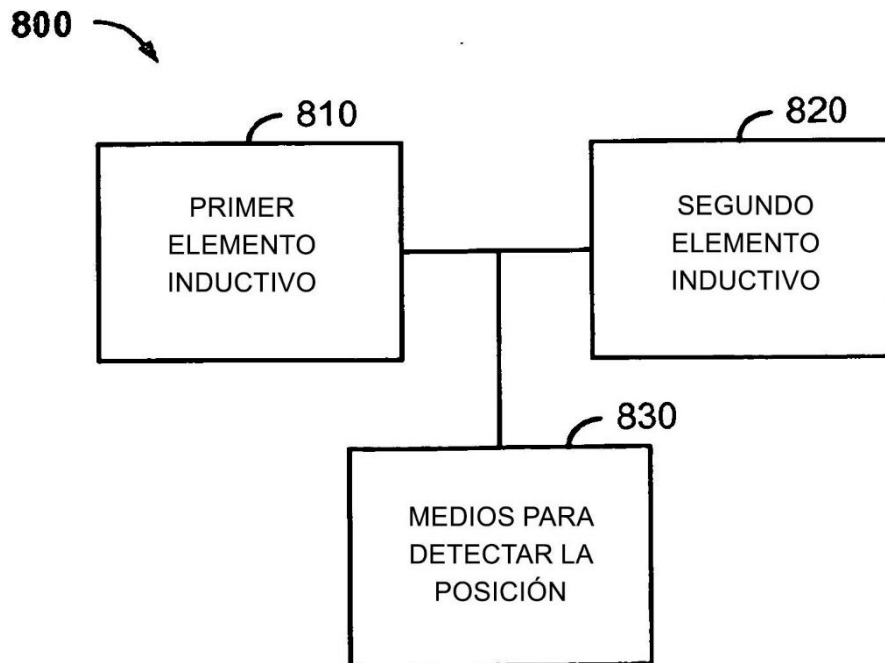 800
810
820
PRIMER
ELEMENTO
INDUCTIVO
SEGUNDO
ELEMENTO
INDUCTIVO
830
MEDIOS PARA
DETECTAR LA
POSICIÓN